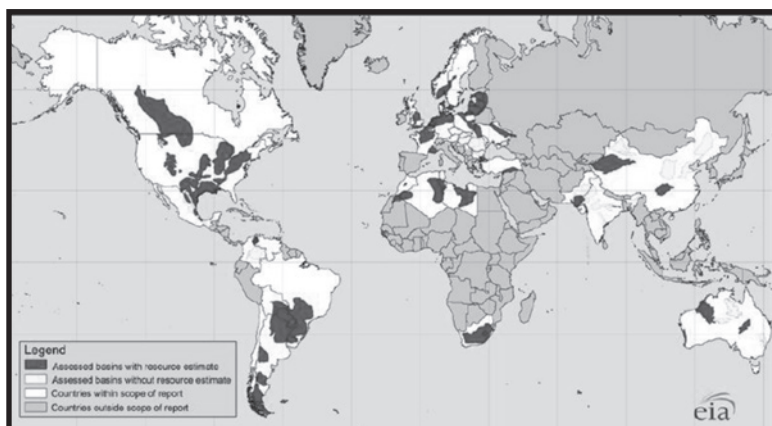 Legend
Assessed basins with resource estimate
Assessed basins without resource estimate
Countries within scope of report
Countries outside scope of report
eia